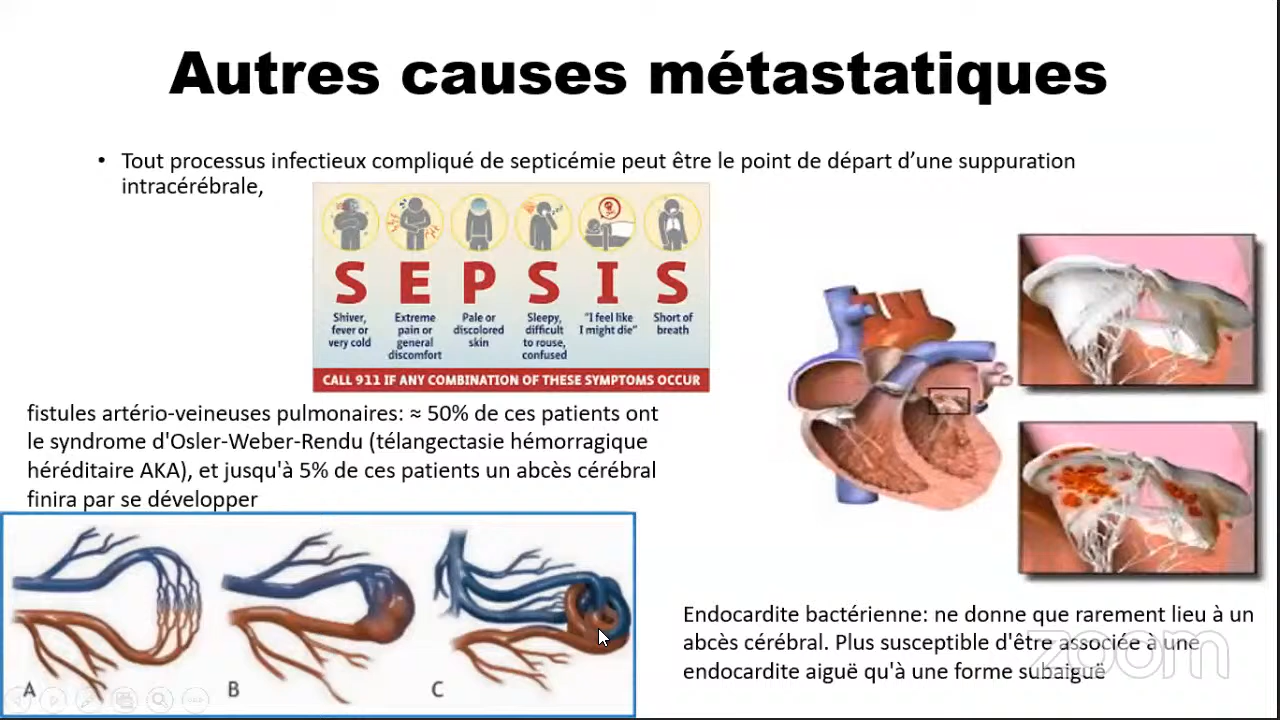 Autres causes métastatiques
• Tout processus infectieux compliqué de septicémie peut être le point de départ d’une suppuration
intracérébrale,
S E P S I S
Shiver, fever or very cold
Extreme pain or general discomfort
Pale or discolored skin
Sleepy, difficult to rouse, confused
"I feel like I might die"
Short of breath
CALL 911 IF ANY COMBINATION OF THESE SYMPTOMS OCCUR
fistules artério-veineuses pulmonaires: ≈ 50% de ces patients ont
le syndrome d'Osler-Weber-Rendu (télangectasie hémorragique
héréditaire AKA), et jusqu'à 5% de ces patients un abcès cérébral
finira par se développer
A
B
C
Endocardite bactérienne: ne donne que rarement lieu à un
abcès cérébral. Plus susceptible d'être associée à une
endocardite aiguë qu'à une forme subaiguë
zoom